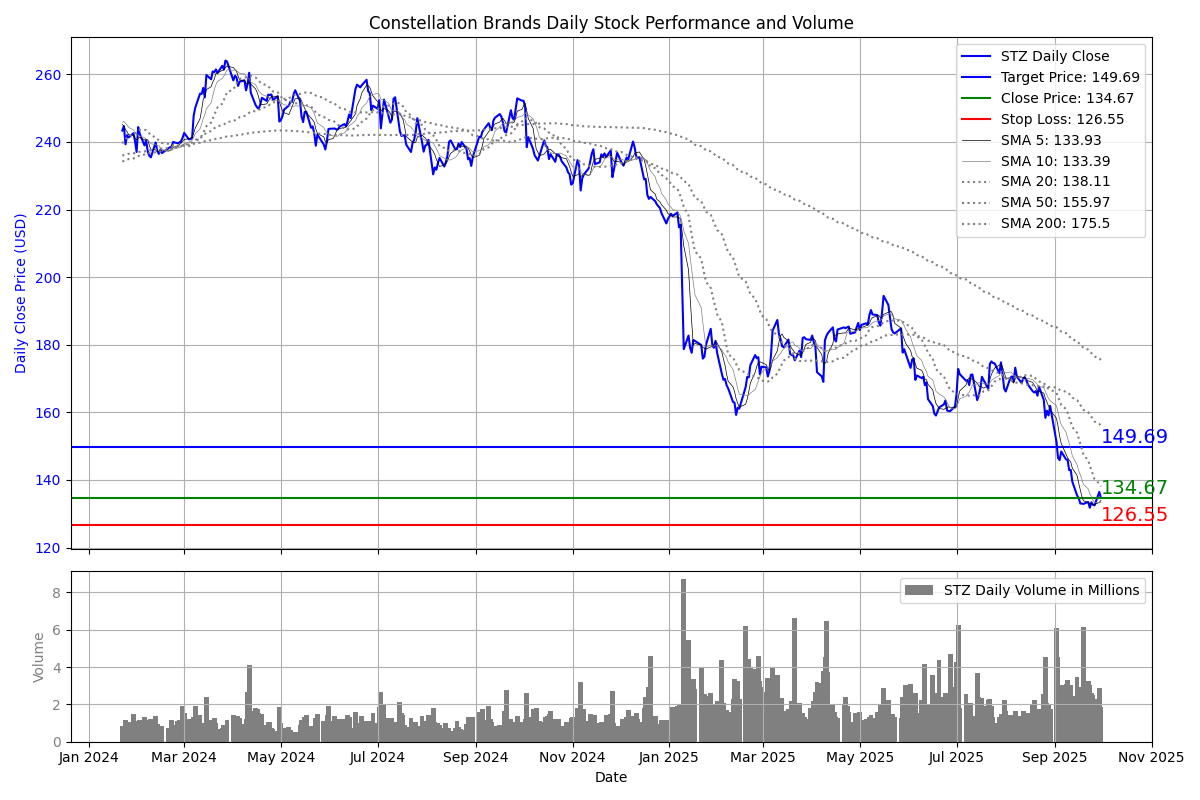 Constellation Brands Daily Stock Performance and Volume
Daily Close Price (USD)
260
240
220
200
180
160
140
120
STZ Daily Close
Target Price: 149.69
Close Price: 134.67
Stop Loss: 126.55
SMA 5: 133.93
SMA 10: 133.39
SMA 20: 138.11
SMA 50: 155.97
SMA 200: 175.5
149.69
134.67
126.55
Volume
8
6
4
2
0
STZ Daily Volume in Millions
Jan 2024 Mar 2024 May 2024 Jul 2024 Sep 2024 Nov 2024 Jan 2025 Mar 2025 May 2025 Jul 2025 Sep 2025 Nov 2025
Date